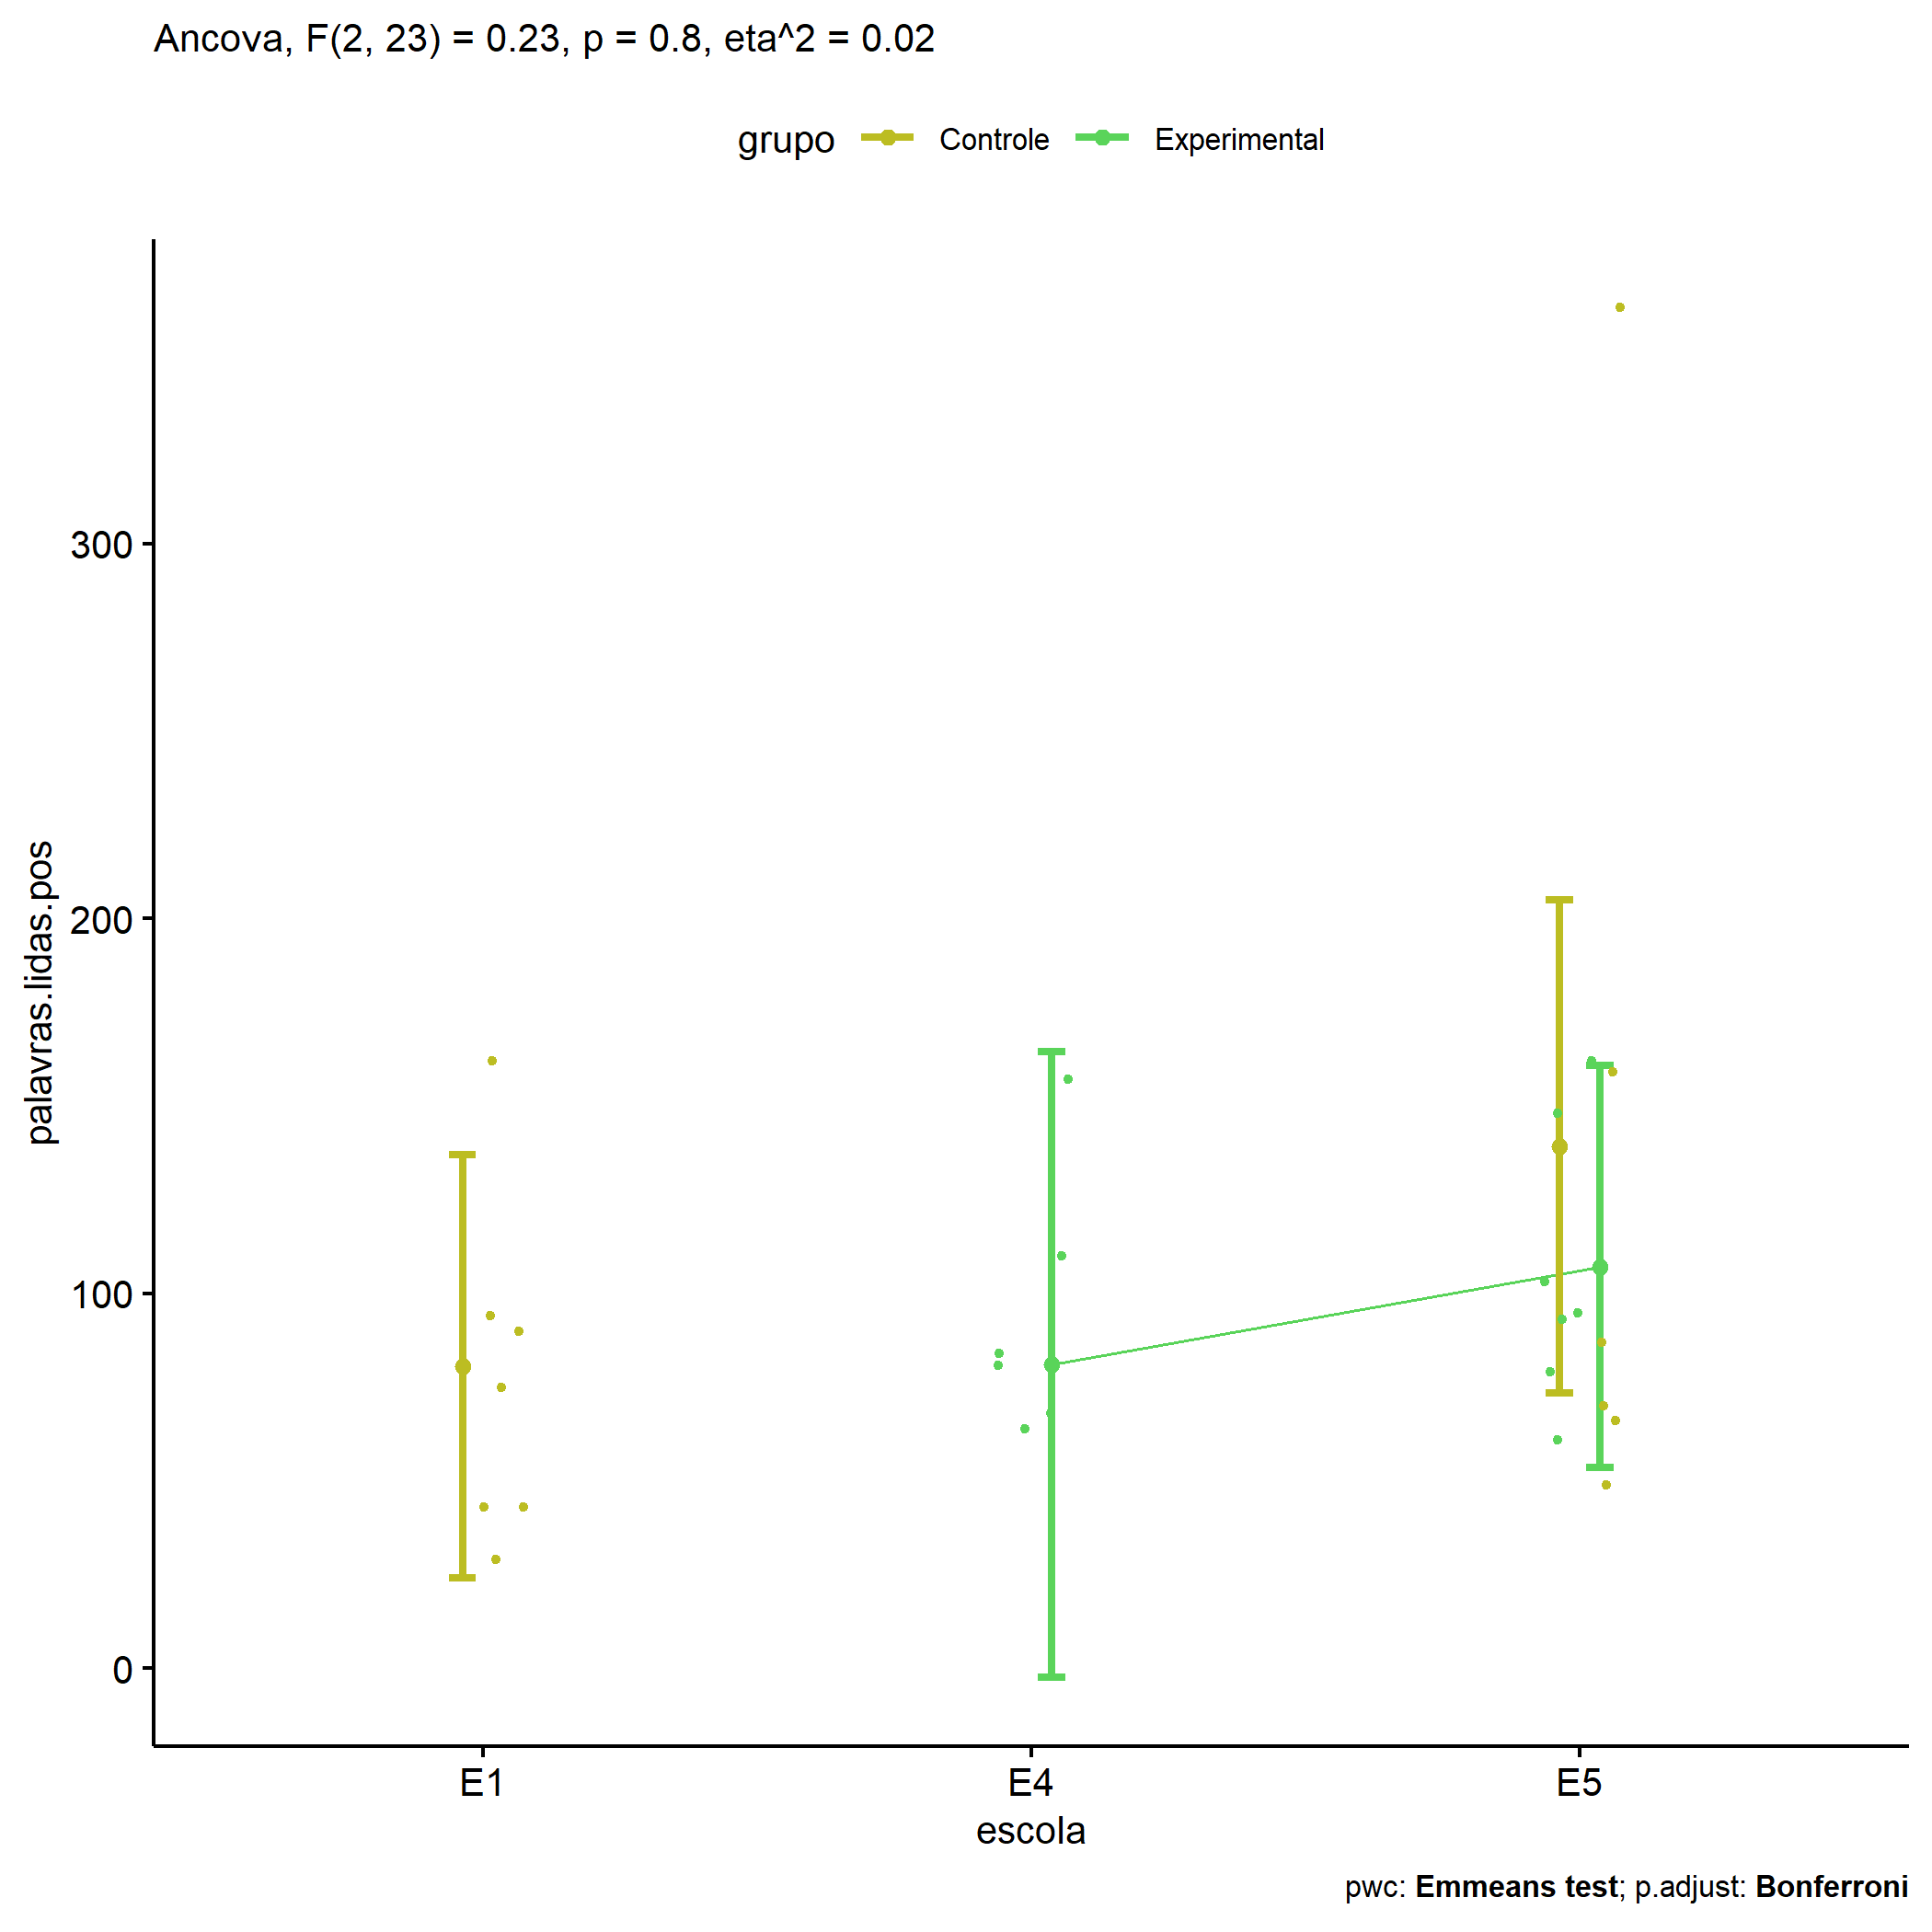 Ancova, F(2, 23) = 0.23, p = 0.8, eta^2 = 0.02
grupo Controle Experimental
palavras.lidas.pos
300
200
100
0
E1 E4 E5
escola
pwc: Emmeans test; p.adjust: Bonferroni